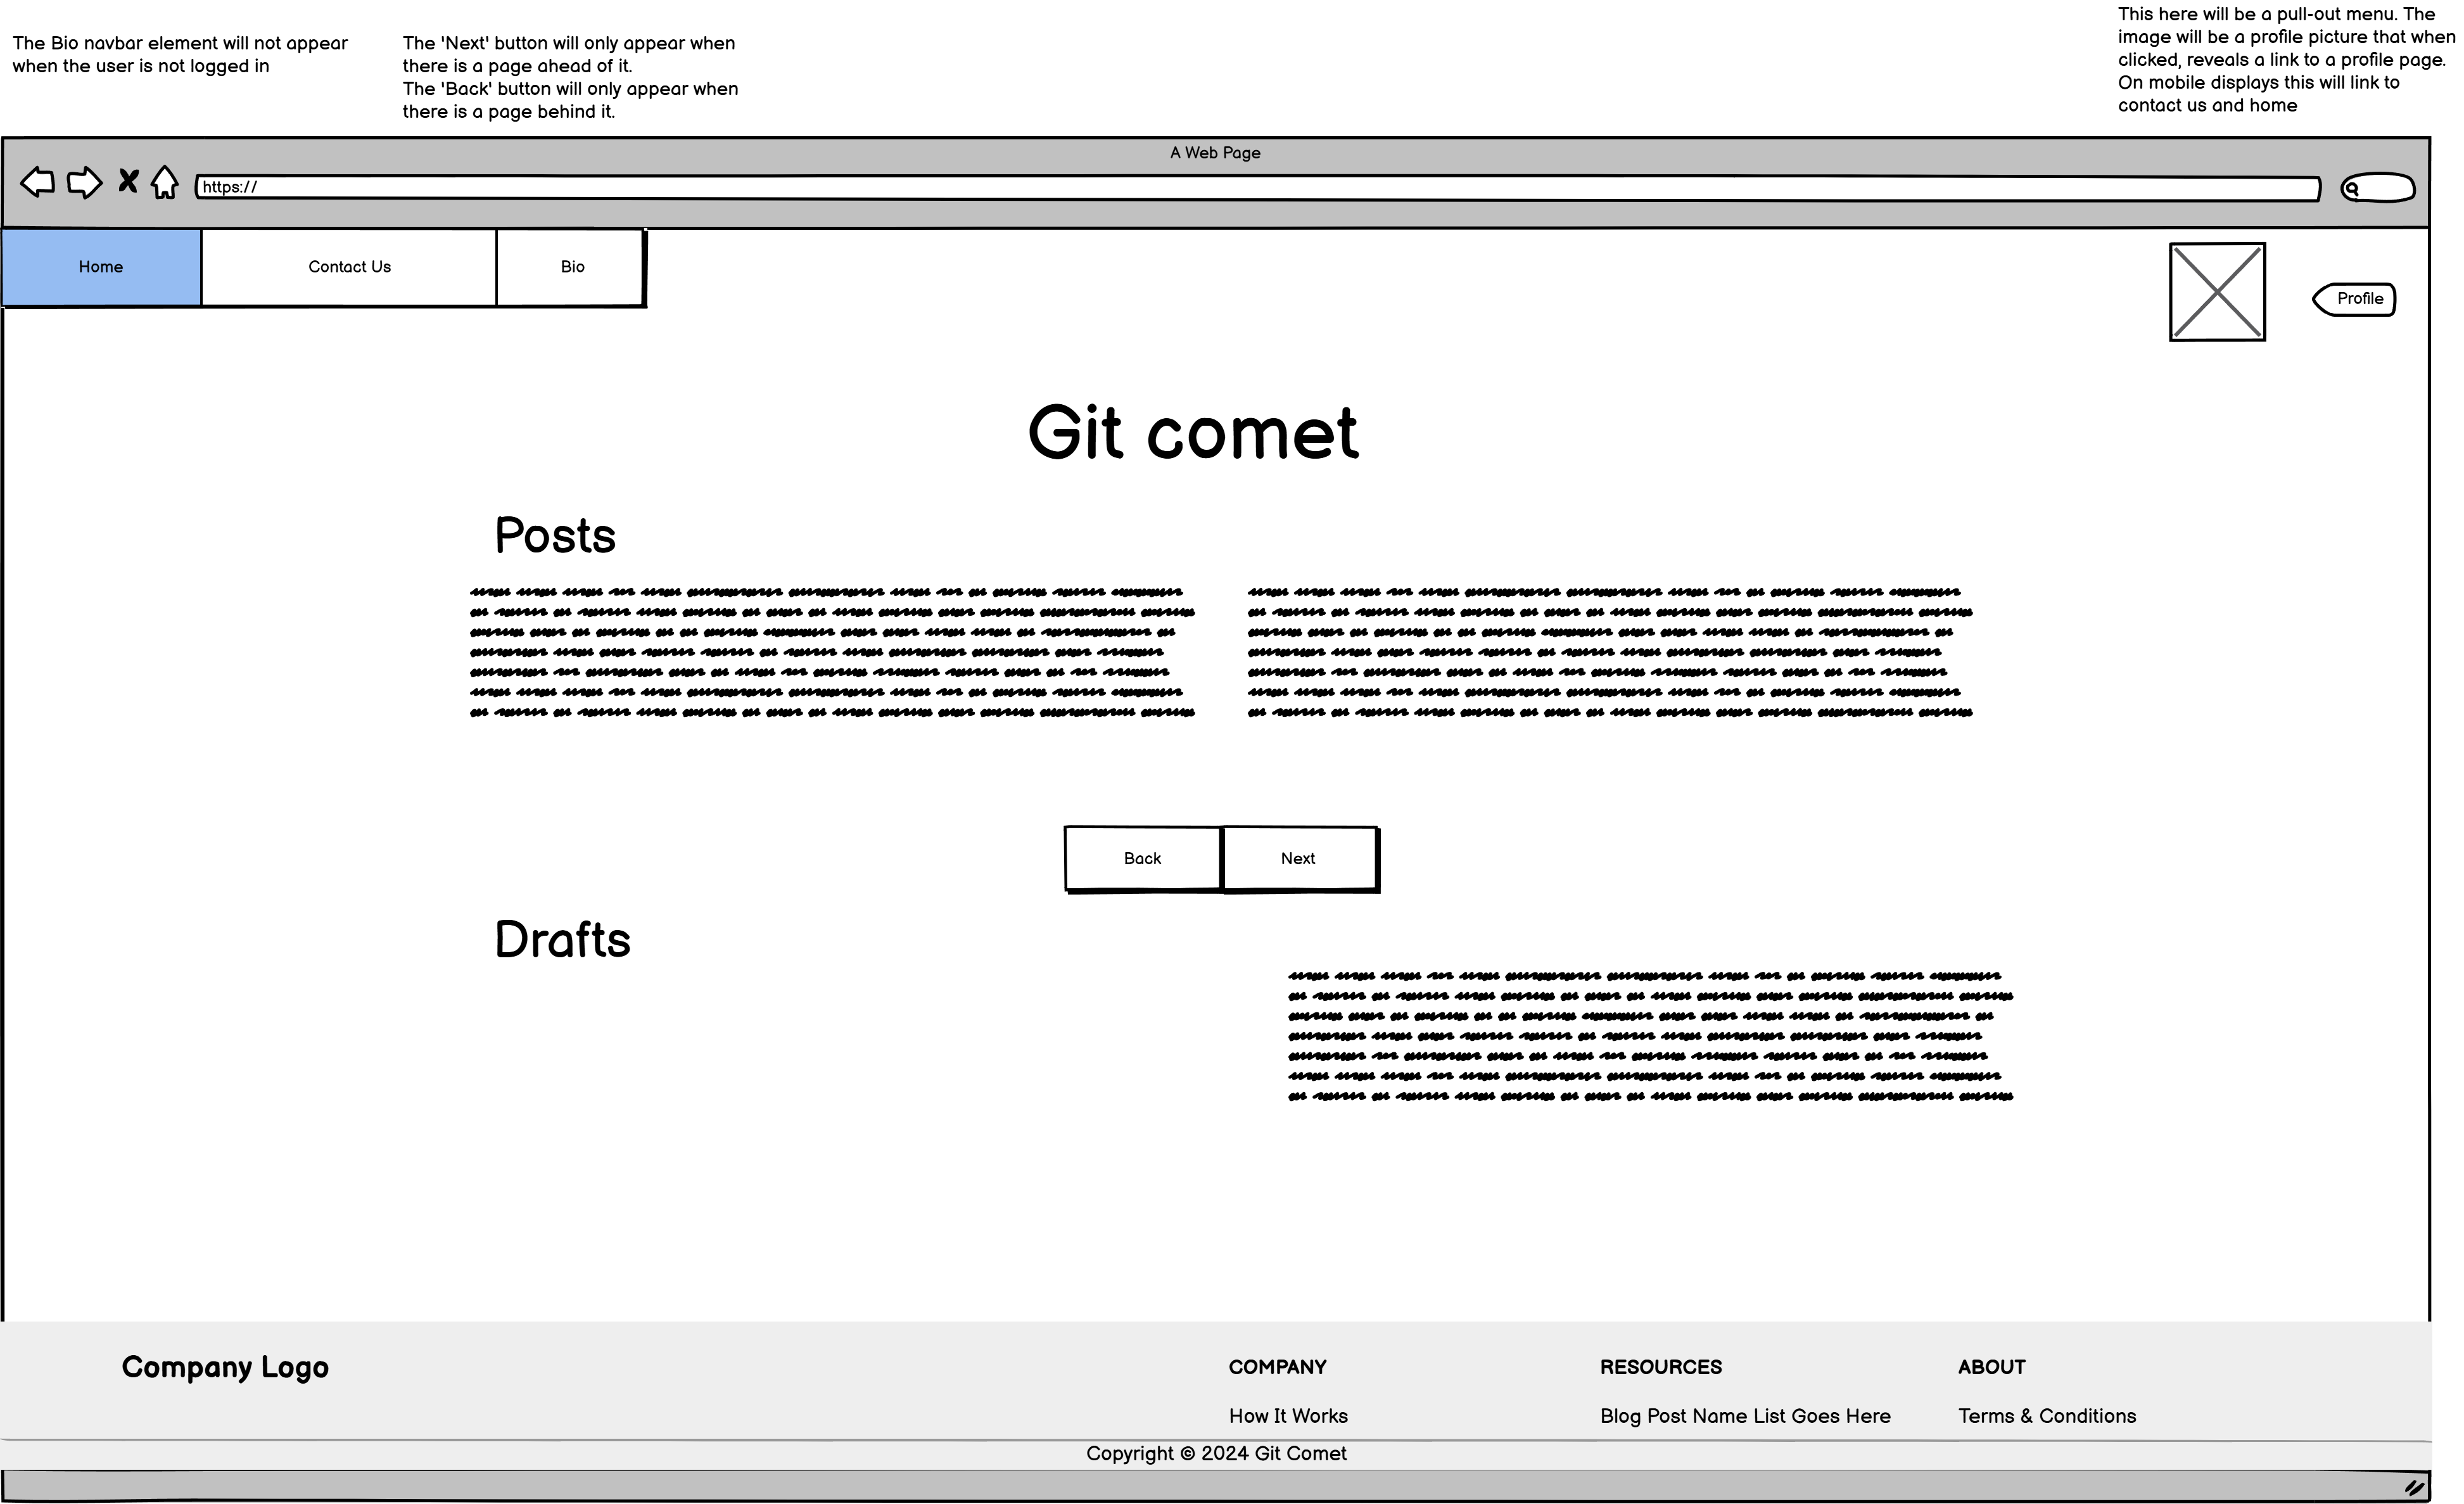 The Bio navbar element will not appear
when the user is not logged in
The 'Next' button will only appear when
there is a page ahead of it.
The 'Back' button will only appear when
there is a page behind it.
This here will be a pull-out menu. The
image will be a profile picture that when
clicked, reveals a link to a profile page.
On mobile displays this will link to
contact us and home
A Web Page
https://
Home
Contact Us
Bio
Profile
Git comet
Posts
Back
Next
Drafts
Company Logo
COMPANY
RESOURCES
ABOUT
How It Works
Blog Post Name List Goes Here
Terms & Conditions
Copyright © 2024 Git Comet